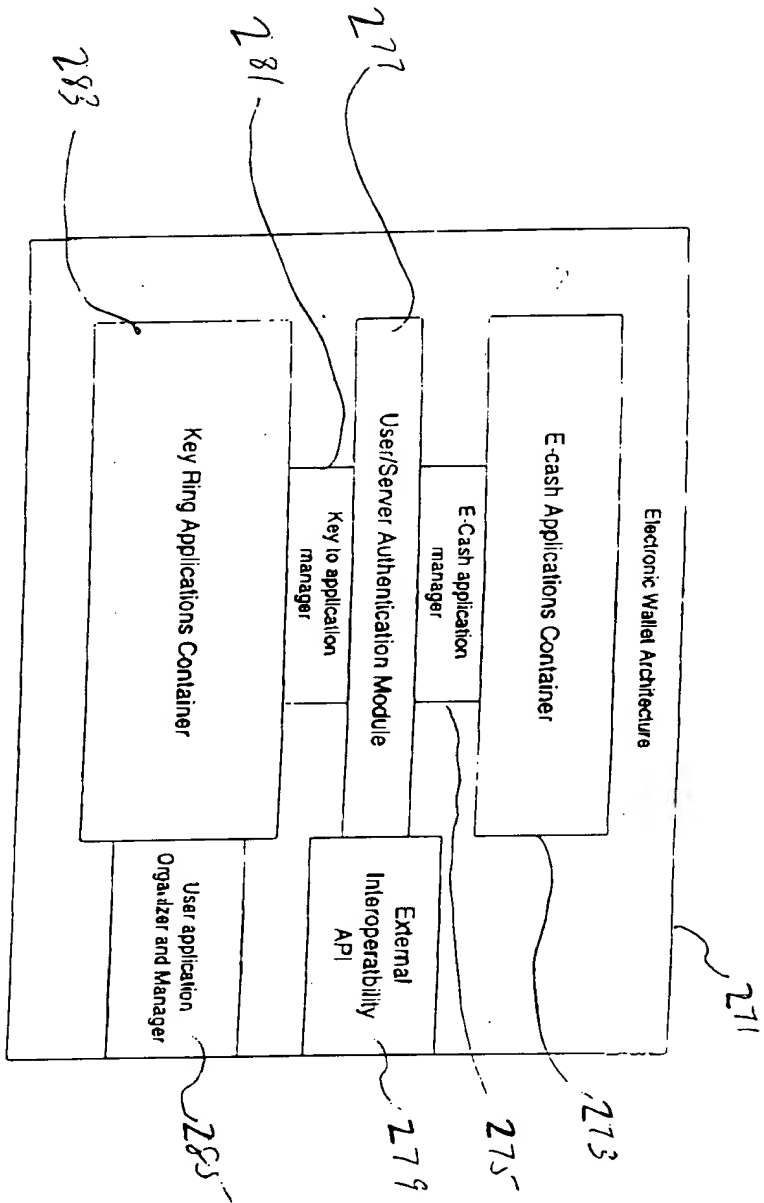 Electronic Wallet Architecture
271
E-cash Applications Container
273
E-Cash application
manager
275
User/Server Authentication Module
277
External
Interoperatbility
API
279
Key to application
manager
281
Key Ring Applications Container
283
User application
Organizer and Manager
285